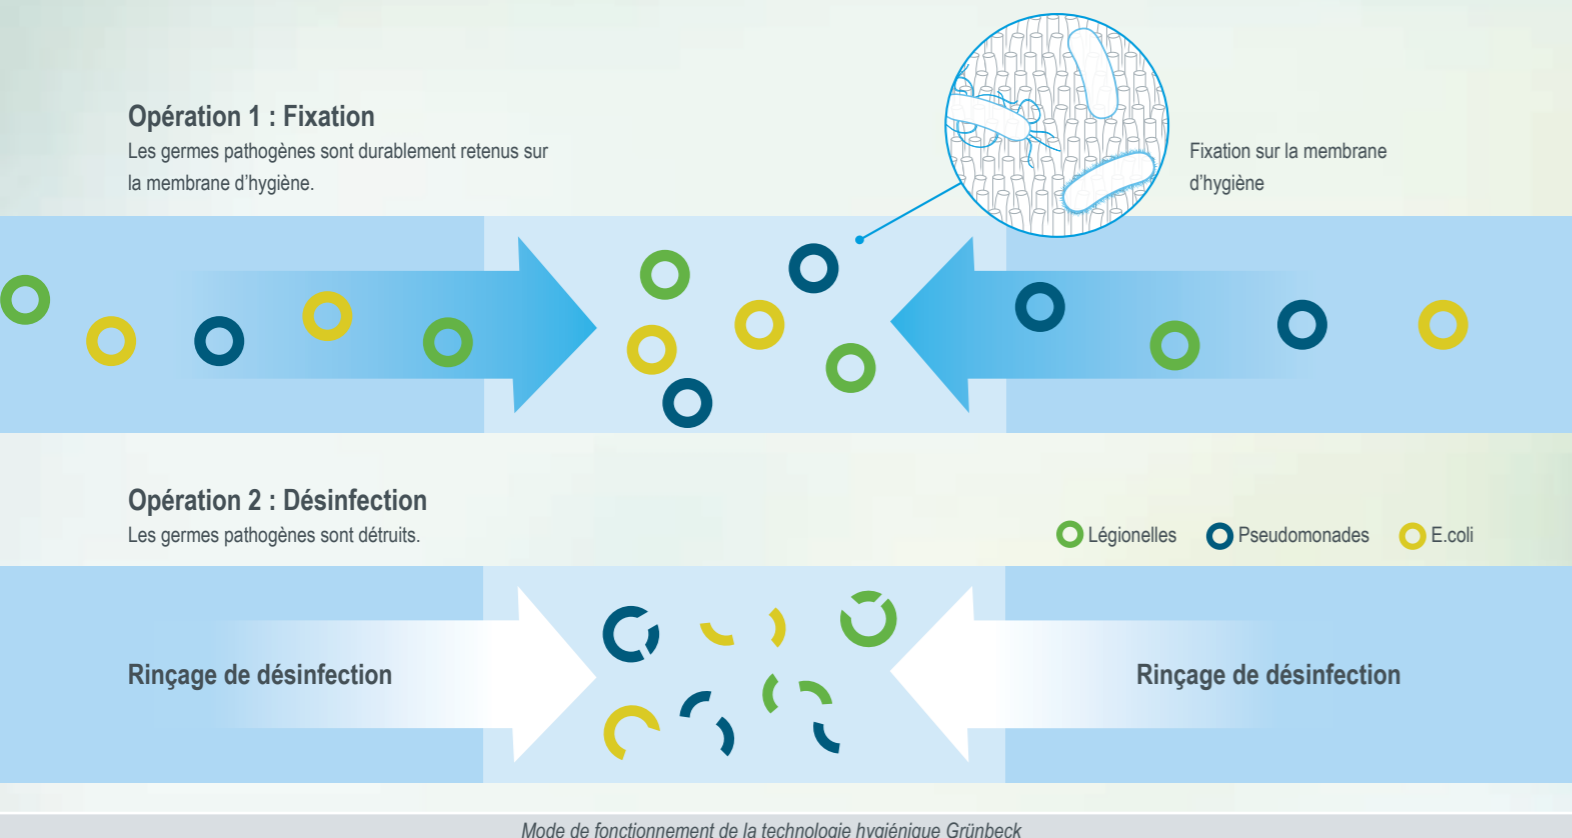 Opération 1 : Fixation
Les germes pathogènes sont durablement retenus sur
la membrane d’hygiène.
Fixation sur la membrane
d’hygiène
Opération 2 : Désinfection
Les germes pathogènes sont détruits.
Légionelles Pseudomonades E.coli
Rinçage de désinfection Rinçage de désinfection
Mode de fonctionnement de la technologie hygiénique Grünbeck